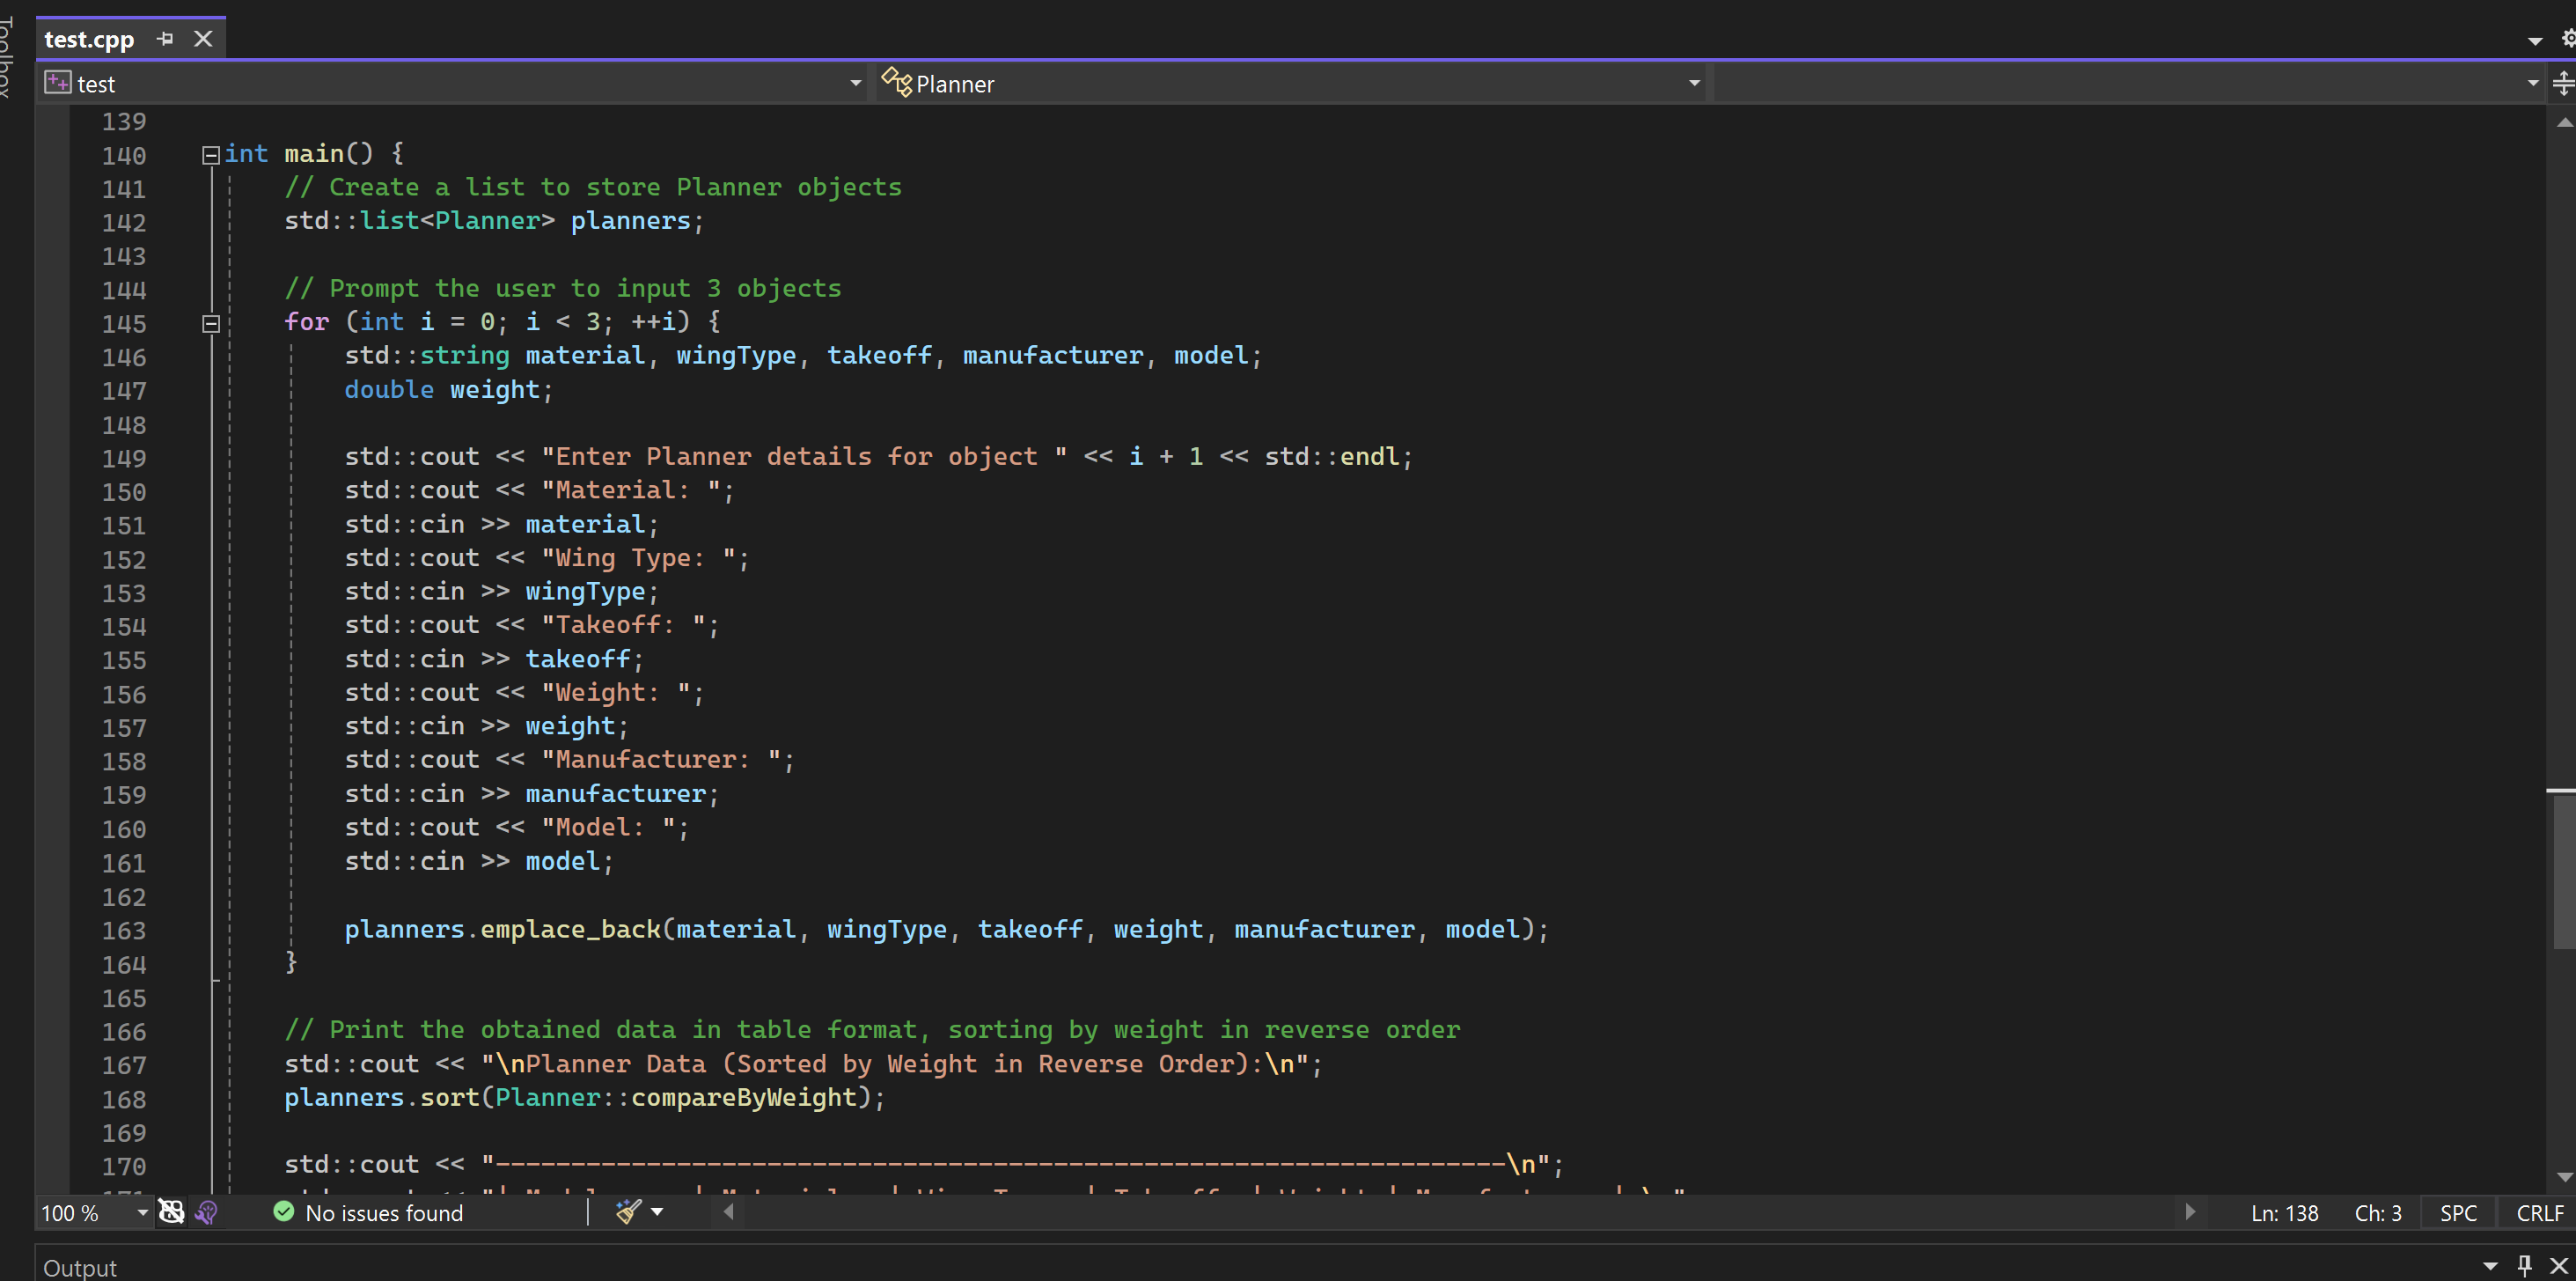 Toolbox
test.cpp
test
Planner
139
140 int main() {
141     // Create a list to store Planner objects
142     std::list<Planner> planners;
143
144     // Prompt the user to input 3 objects
145     for (int i = 0; i < 3; ++i) {
146         std::string material, wingType, takeoff, manufacturer, model;
147         double weight;
148
149         std::cout << "Enter Planner details for object " << i + 1 << std::endl;
150         std::cout << "Material: ";
151         std::cin >> material;
152         std::cout << "Wing Type: ";
153         std::cin >> wingType;
154         std::cout << "Takeoff: ";
155         std::cin >> takeoff;
156         std::cout << "Weight: ";
157         std::cin >> weight;
158         std::cout << "Manufacturer: ";
159         std::cin >> manufacturer;
160         std::cout << "Model: ";
161         std::cin >> model;
162
163         planners.emplace_back(material, wingType, takeoff, weight, manufacturer, model);
164     }
165
166     // Print the obtained data in table format, sorting by weight in reverse order
167     std::cout << "\nPlanner Data (Sorted by Weight in Reverse Order):\n";
168     planners.sort(Planner::compareByWeight);
169
170     std::cout << "-------------------------------------------------------------------\n";
100 %
No issues found
Ln: 138
Ch: 3
SPC
CRLF
Output